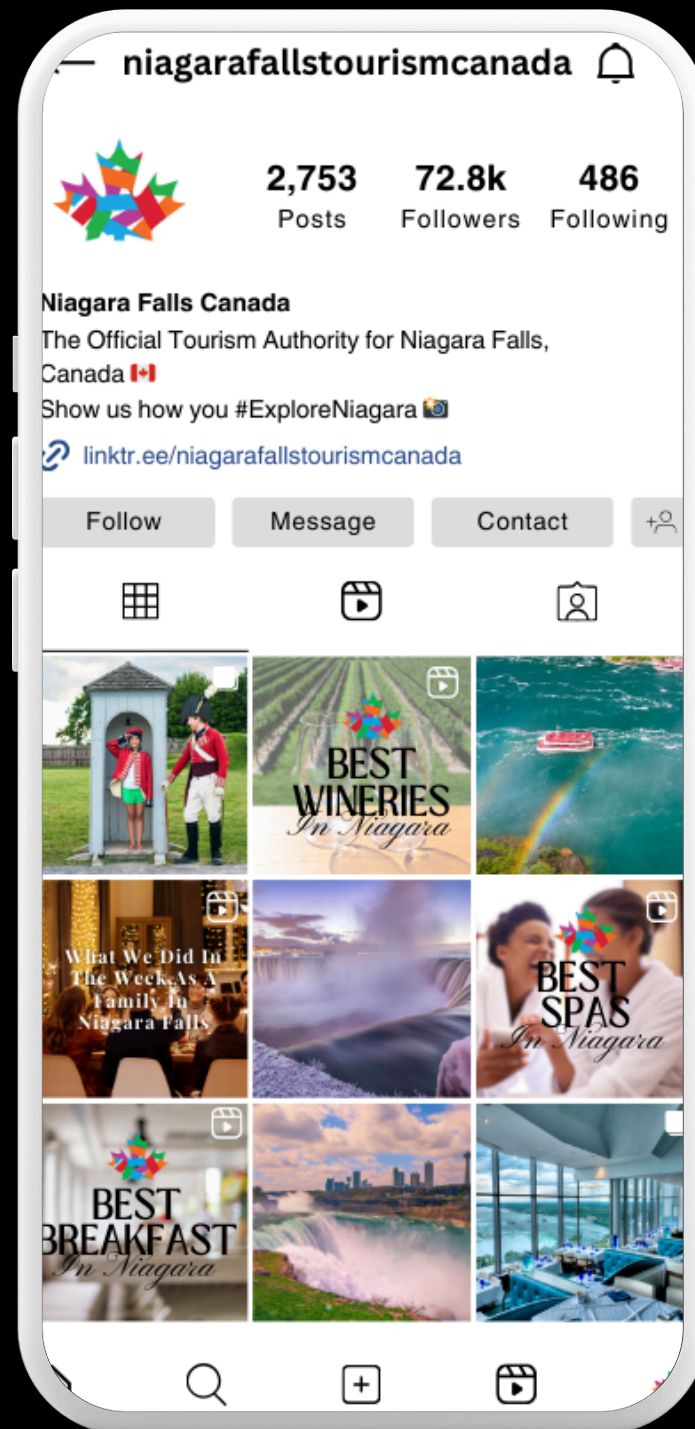 niagarafallstourismcanada
2,753 72.8k 486
Posts Followers Following
Niagara Falls Canada
The Official Tourism Authority for Niagara Falls,
Canada 🇨🇦
Show us how you #ExploreNiagara 📸
linktr.ee/niagarafallstourismcanada
Follow Message Contact
BEST
WINERIES
In Niagara
What We Did In
The Week As A
Family In
Niagara Falls
BEST
SPAS
In Niagara
BEST
BREAKFAST
In Niagara